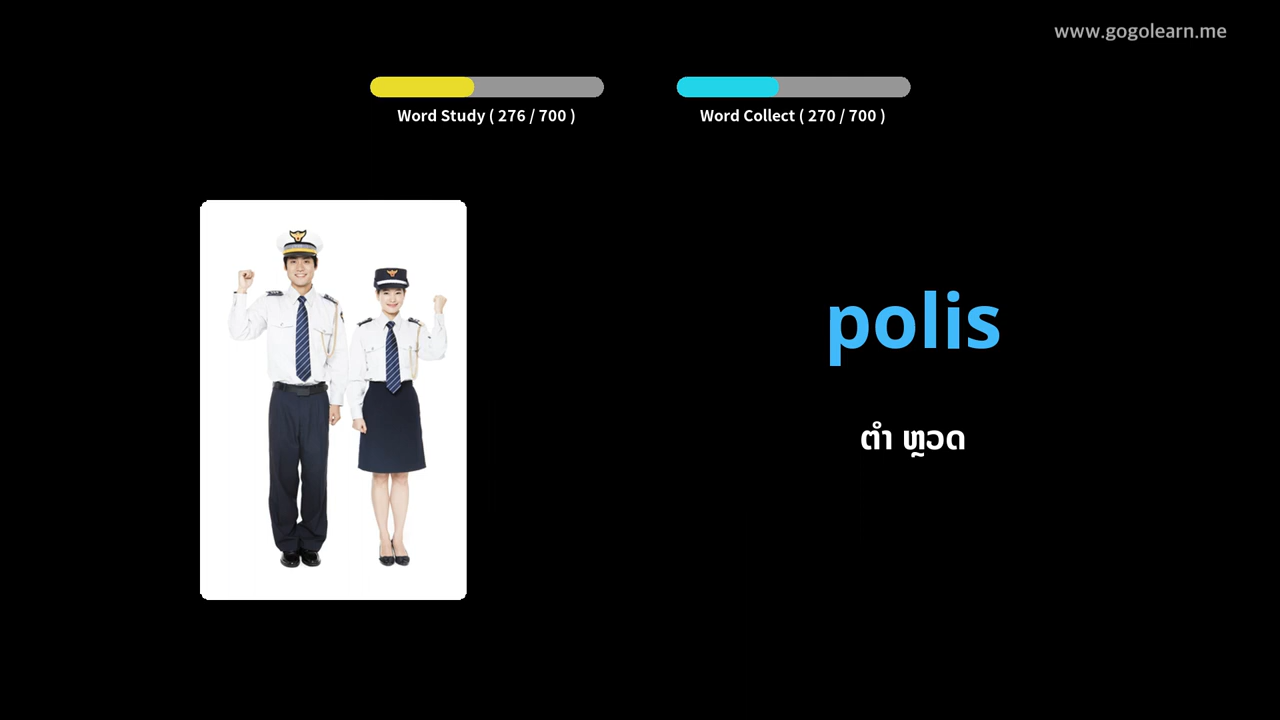 www.gogolearn.me
Word Study ( 276 / 700 )
Word Collect ( 270 / 700 )
polis
ຕຳ ຫຼວດ